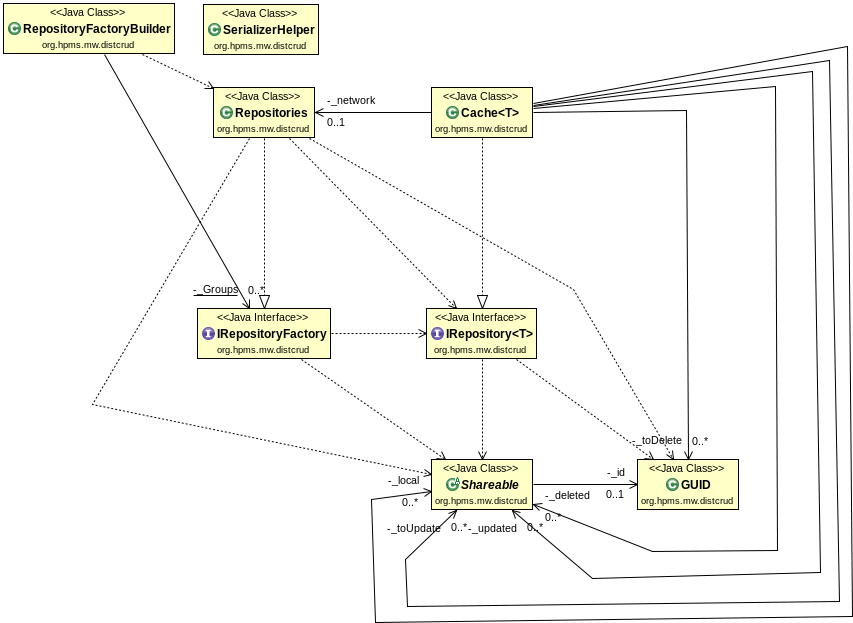 <<Java Class>>
RepositoryFactoryBuilder
org.hpms.mw.distcrud
<<Java Class>>
SerializerHelper
org.hpms.mw.distcrud
<<Java Class>>
Repositories
org.hpms.mw.distcrud
-_network
0..1
<<Java Class>>
Cache<T>
org.hpms.mw.distcrud
-_Groups 0..*
<<Java Interface>>
IRepositoryFactory
org.hpms.mw.distcrud
<<Java Interface>>
IRepository<T>
org.hpms.mw.distcrud
-_toDelete 0..*
<<Java Class>>
Shareable
org.hpms.mw.distcrud
<<Java Class>>
GUID
org.hpms.mw.distcrud
-_id
0..1
-_local
0..*
-_deleted
0..*
-_toUpdate 0..*
-_updated 0..*